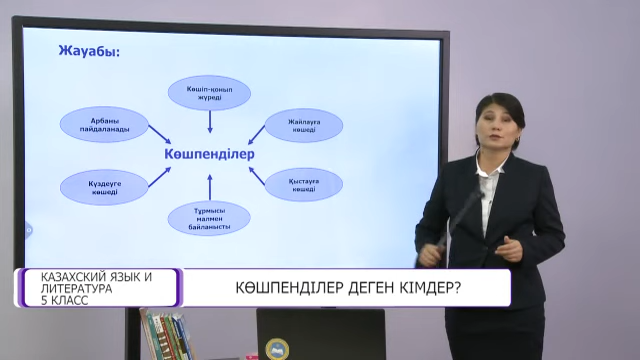 Жауабы:
Көшіп-қонып
жүреді
Арбаны
пайдаланады
Жайлауға
көшеді
Көшпенділер
Күздеуге
көшеді
Қыстауға
көшеді
Тұрмысы
малмен
байланысты
КАЗАХСКИЙ ЯЗЫК И
ЛИТЕРАТУРА
5 КЛАСС
КӨШПЕНДІЛЕР ДЕГЕН КІМДЕР?